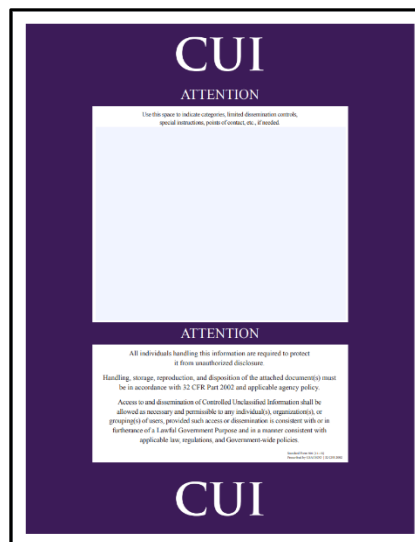 CUI
ATTENTION
Use this space to indicate categories, limited dissemination controls,
special instructions, points of contact, etc., if needed.
ATTENTION
All individuals handling this information are required to protect
it from unauthorized disclosure.
Handling, storage, reproduction, and disposition of the attached document(s) must
be in accordance with 32 CFR Part 2002 and applicable agency policy.
Access to and dissemination of Controlled Unclassified Information shall be
allowed as necessary and permissible to any individual(s), organization(s), or
grouping(s) of users, provided such access or dissemination is consistent with or in
furtherance of a Lawful Government Purpose and in a manner consistent with
applicable law, regulations, and Government-wide policies.
CUI